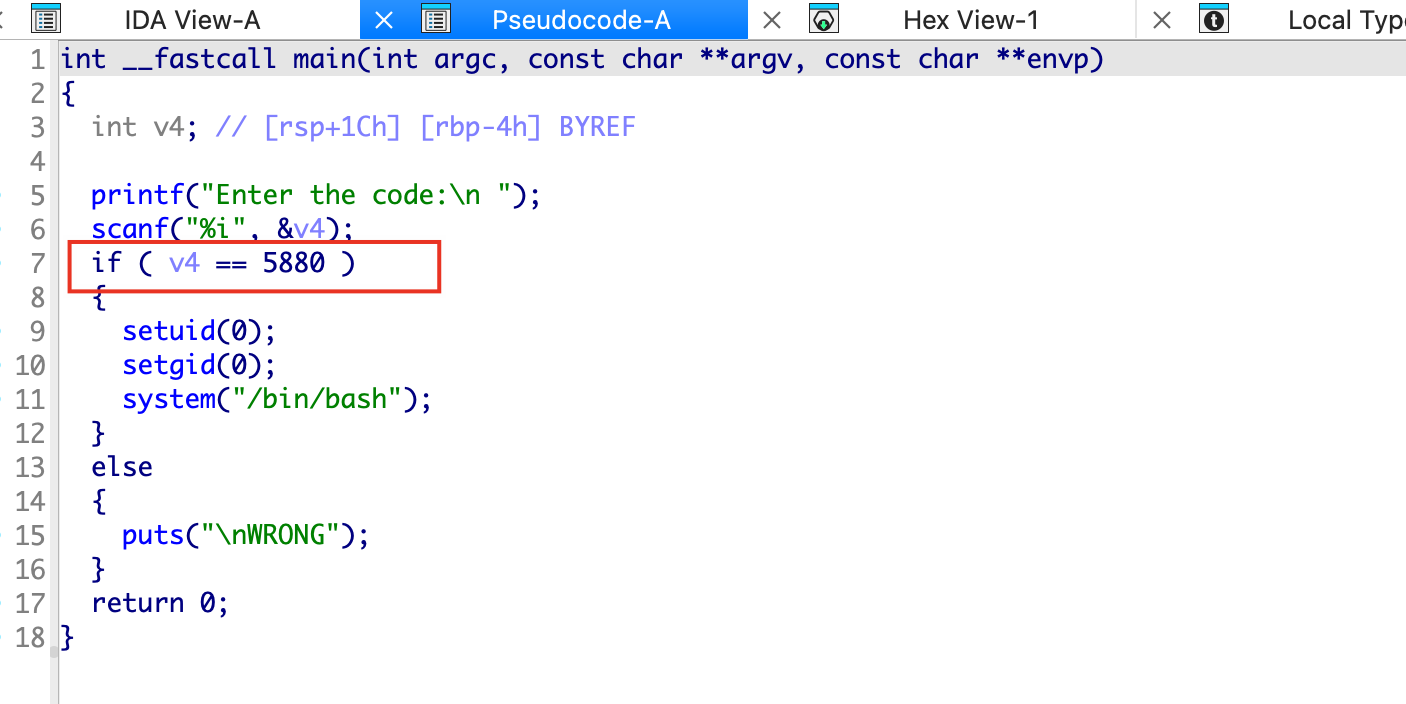 IDA View-A Pseudocode-A Hex View-1 Local Type
1 int __fastcall main(int argc, const char **argv, const char **envp)
2 {
3   int v4; // [rsp+1Ch] [rbp-4h] BYREF
4
5   printf("Enter the code:\n ");
6   scanf("%i", &v4);
7   if ( v4 == 5880 )
8   {
9     setuid(0);
10     setgid(0);
11     system("/bin/bash");
12   }
13   else
14   {
15     puts("\nWRONG");
16   }
17   return 0;
18 }